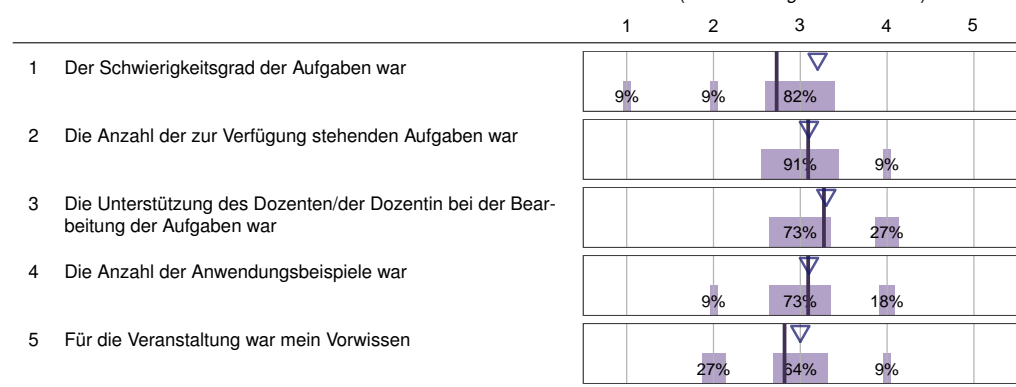 1 2 3 4 5
1 Der Schwierigkeitsgrad der Aufgaben war
9% 9% 82%
2 Die Anzahl der zur Verfügung stehenden Aufgaben war
91% 9%
3 Die Unterstützung des Dozenten/der Dozentin bei der Bear-
beitung der Aufgaben war
73% 27%
4 Die Anzahl der Anwendungsbeispiele war
9% 73% 18%
5 Für die Veranstaltung war mein Vorwissen
27% 64% 9%